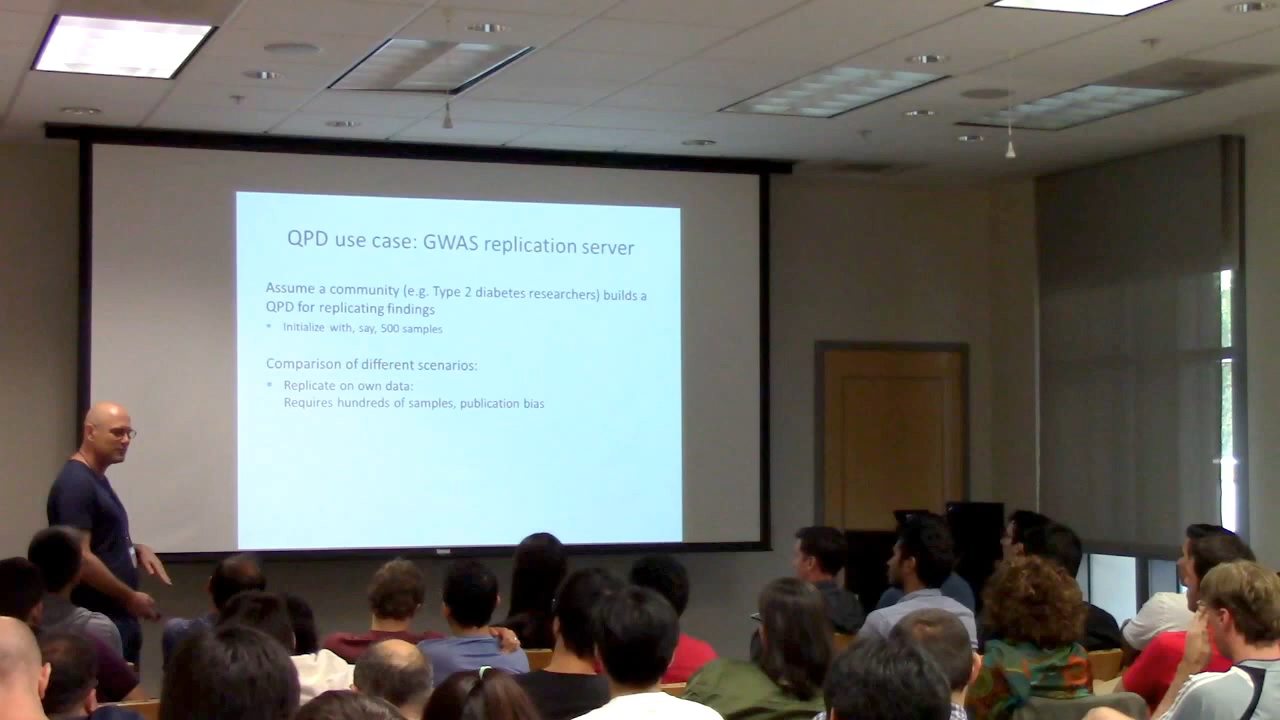 QPD use case: GWAS replication server
Assume a community (e.g. Type 2 diabetes researchers) builds a
QPD for replicating findings
• Initialize with, say, 500 samples
Comparison of different scenarios:
• Replicate on own data:
Requires hundreds of samples, publication bias